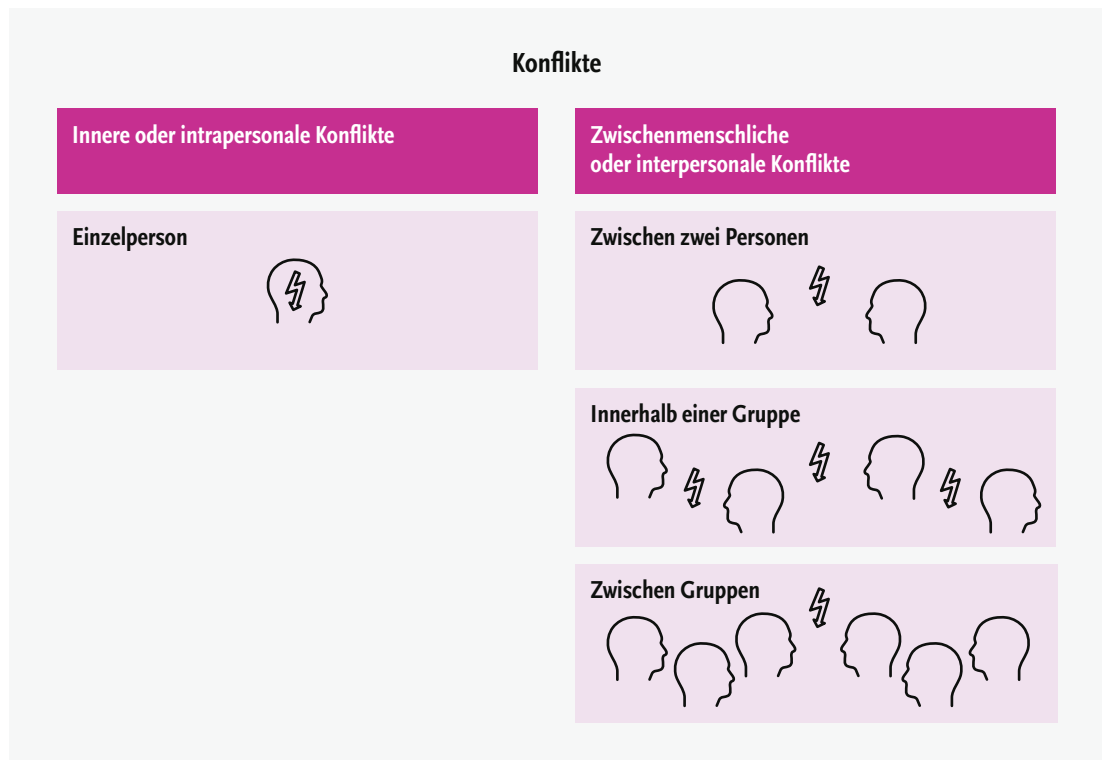 Konflikte
Innere oder intrapersonale Konflikte
Einzelperson
Zwischenmenschliche
oder interpersonale Konflikte
Zwischen zwei Personen
Innerhalb einer Gruppe
Zwischen Gruppen